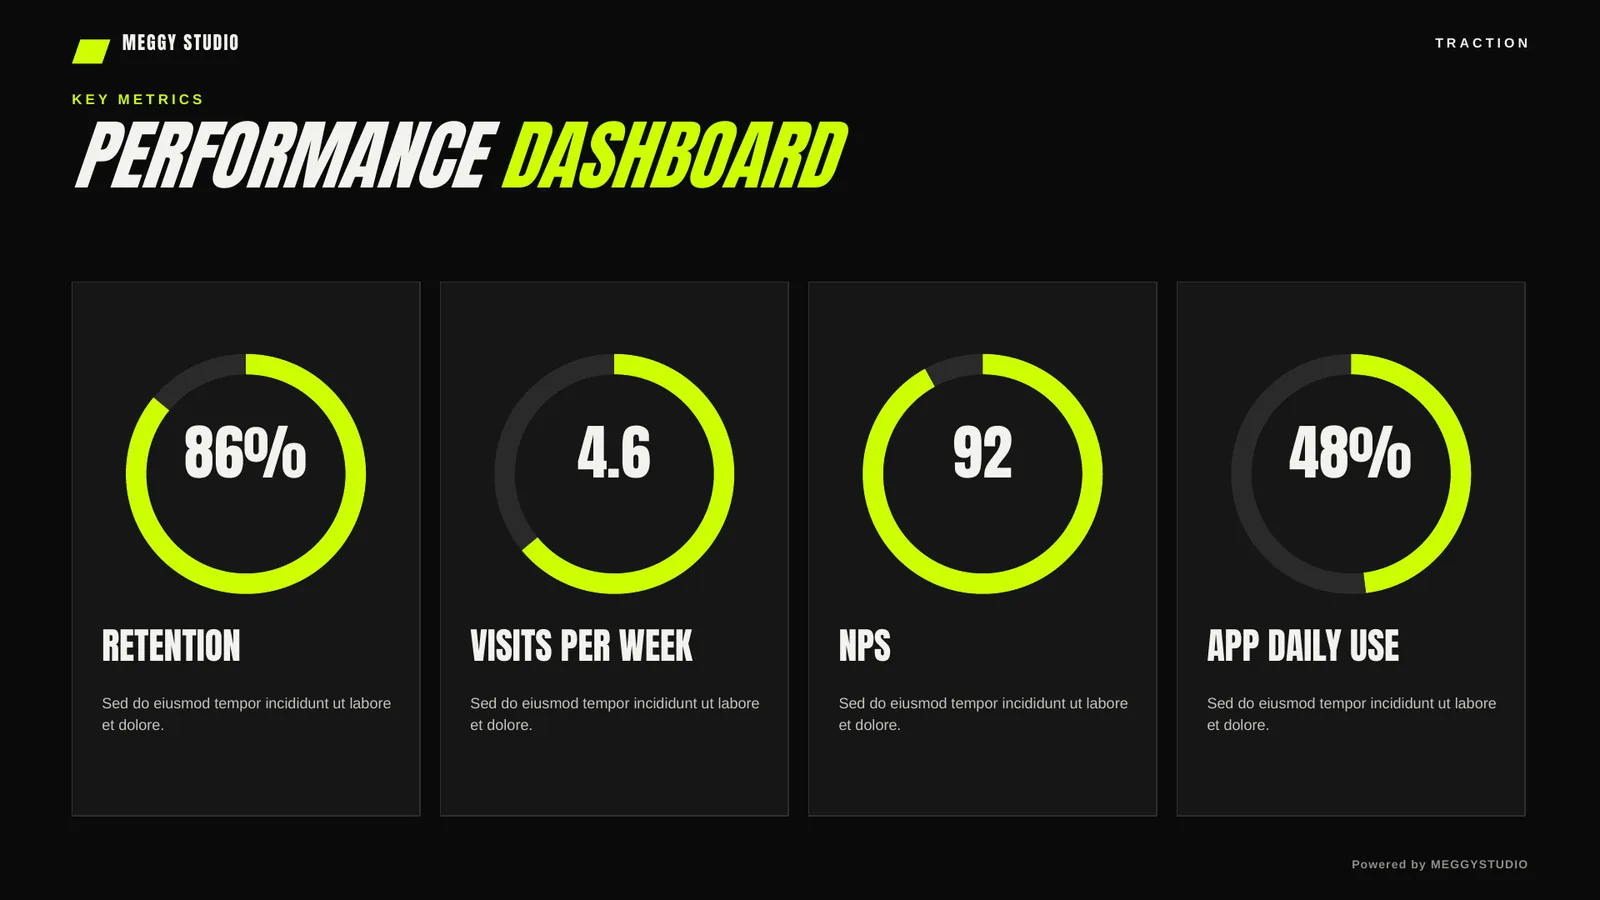 MEGGY STUDIO
TRACTION
KEY METRICS
PERFORMANCE DASHBOARD
86%
4.6
92
48%
RETENTION
VISITS PER WEEK
NPS
APP DAILY USE
Sed do eiusmod tempor incididunt ut labore
et dolore.
Sed do eiusmod tempor incididunt ut labore
et dolore.
Sed do eiusmod tempor incididunt ut labore
et dolore.
Sed do eiusmod tempor incididunt ut labore
et dolore.
Powered by MEGGYSTUDIO